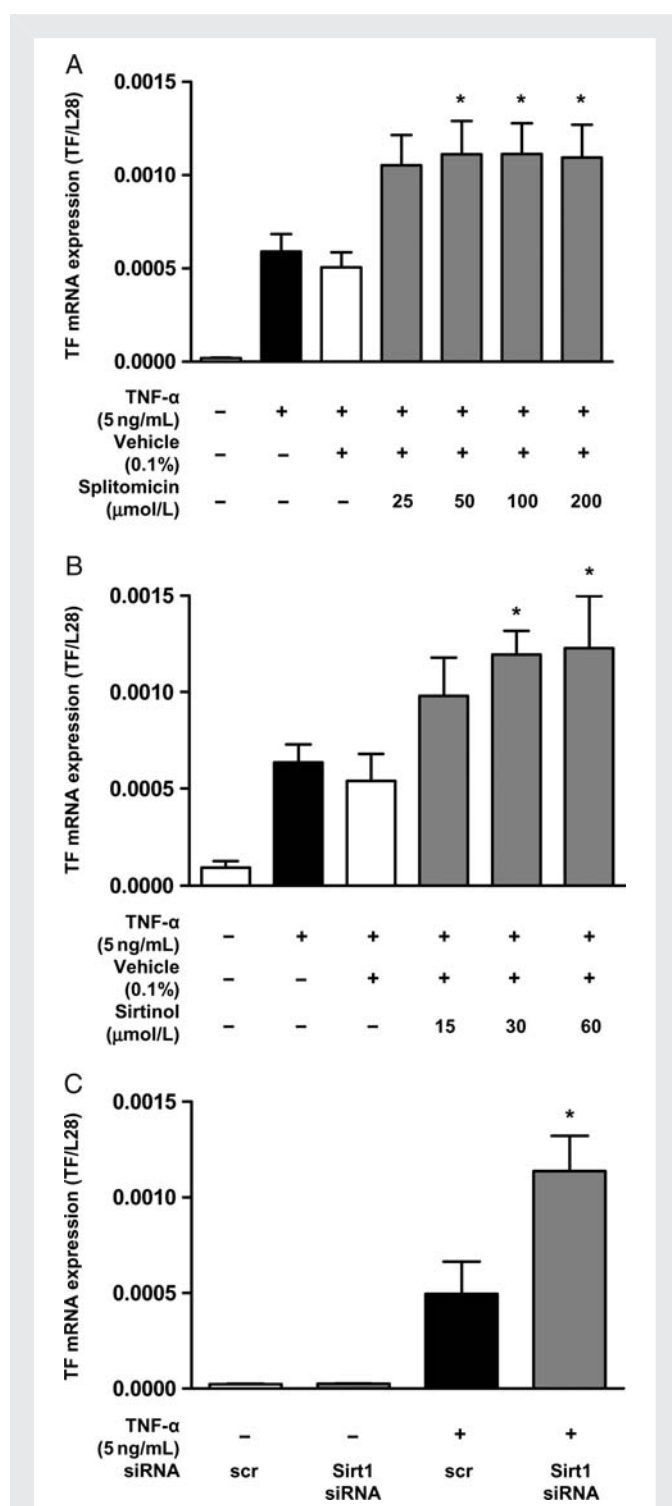 A
TF mRNA expression (TF/L28)
0.0015
0.0010
0.0005
0.0000
* * *
TNF-α
(5 ng/mL) – + + + + + +
Vehicle
(0.1%) – – + + + + +
Splitomicin
(μmol/L) – – – 25 50 100 200
B
TF mRNA expression (TF/L28)
0.0015
0.0010
0.0005
0.0000
* *
TNF-α
(5 ng/mL) – + + + + +
Vehicle
(0.1%) – – + + + +
Sirtinol
(μmol/L) – – – 15 30 60
C
TF mRNA expression (TF/L28)
0.0015
0.0010
0.0005
0.0000
*
TNF-α
(5 ng/mL) – – + +
siRNA scr Sirt1 scr Sirt1
siRNA siRNA